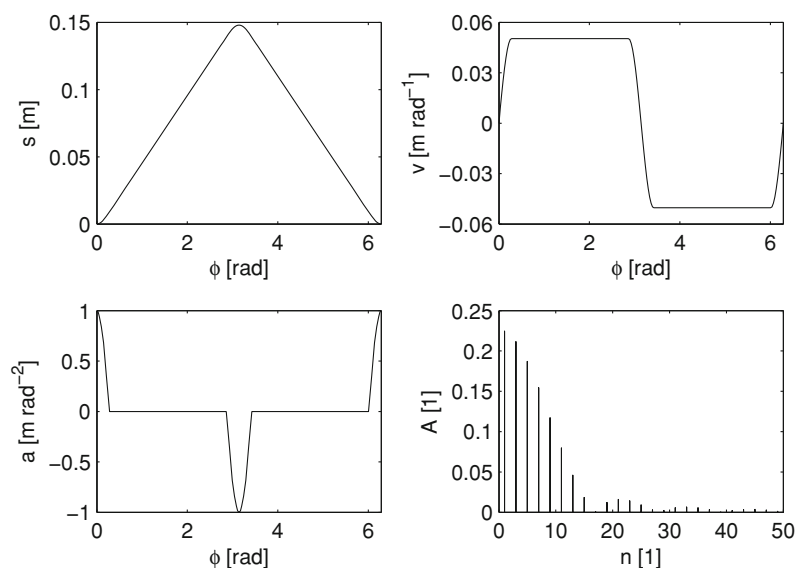 0.15
0.1
0.05
0
s [m]
0 2 4 6
ϕ [rad]
0.06
0.03
0
−0.03
−0.06
v [m rad⁻¹]
0 2 4 6
ϕ [rad]
1
0.5
0
−0.5
−1
a [m rad⁻²]
0 2 4 6
ϕ [rad]
0.25
0.2
0.15
0.1
0.05
0
A [1]
0 10 20 30 40 50
n [1]